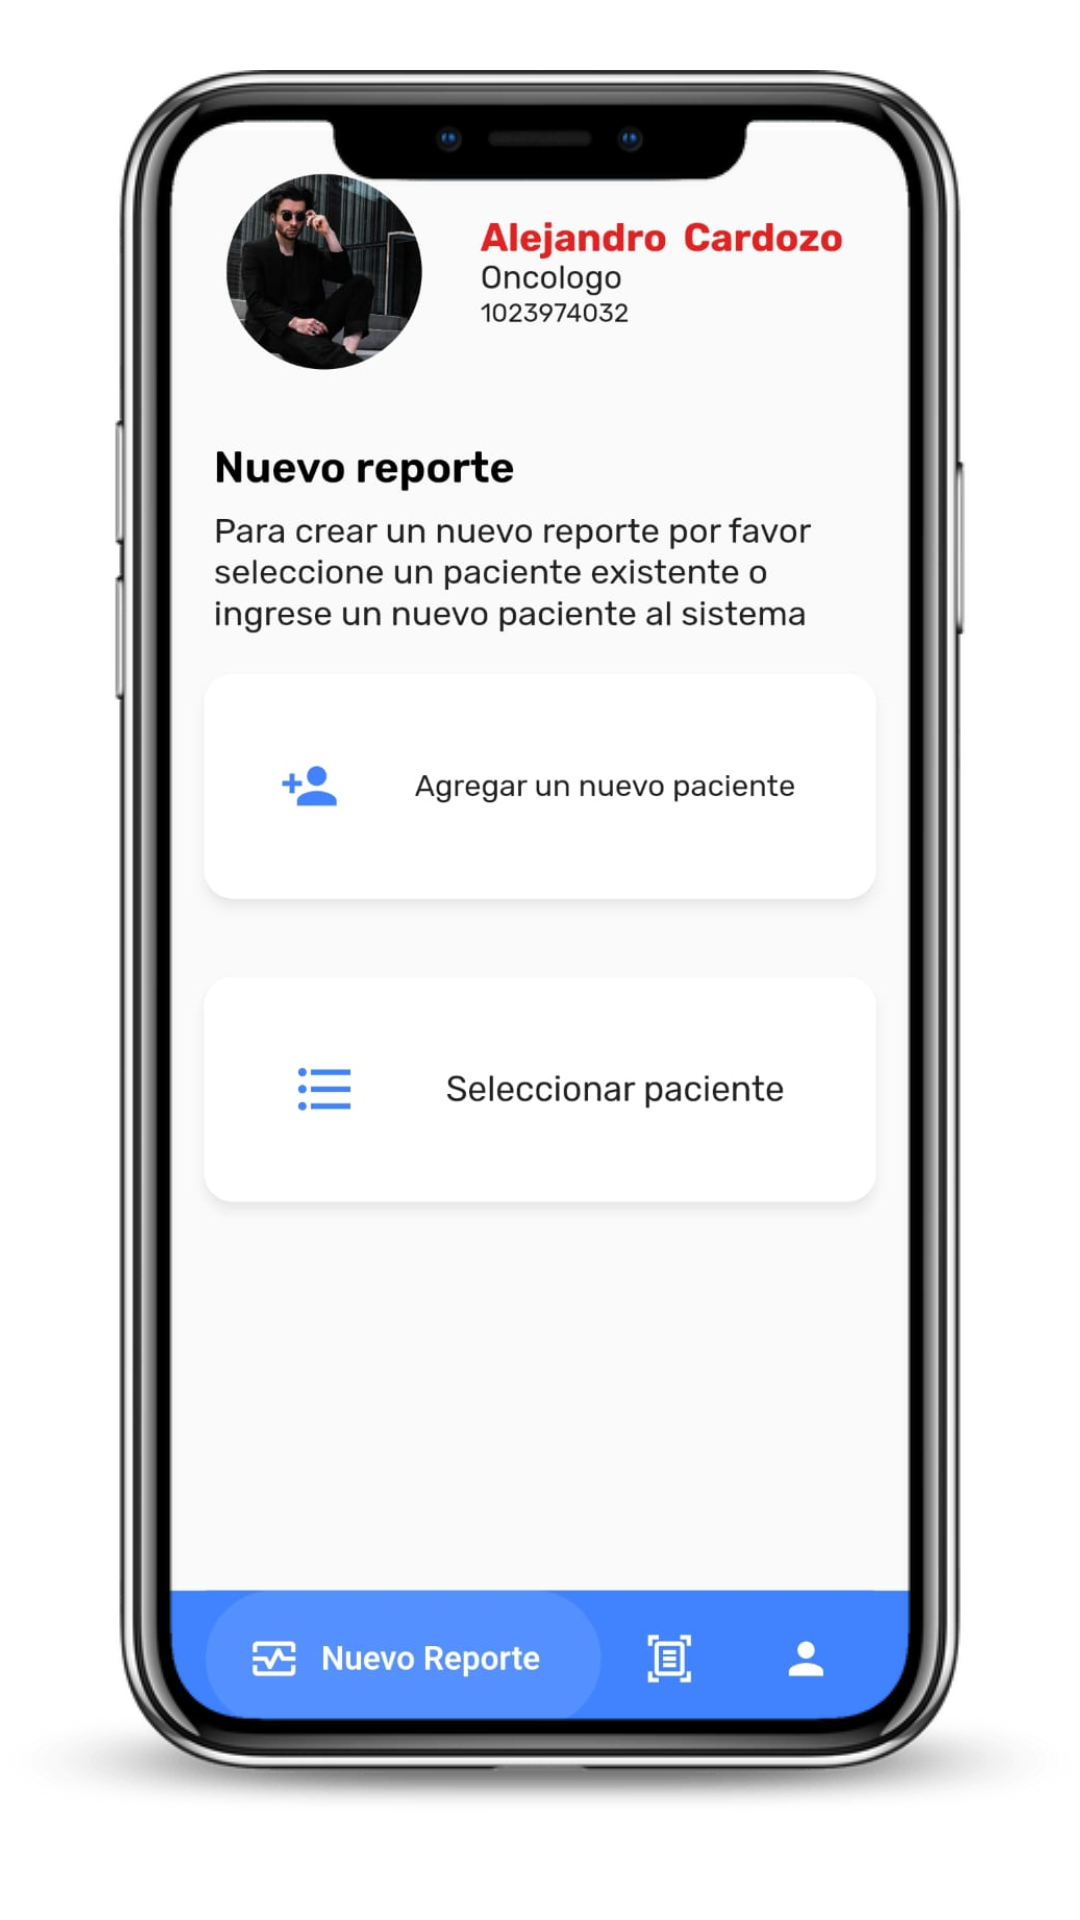 Alejandro Cardozo
Oncologo
1023974032
Nuevo reporte
Para crear un nuevo reporte por favor
seleccione un paciente existente o
ingrese un nuevo paciente al sistema
Agregar un nuevo paciente
Seleccionar paciente
Nuevo Reporte